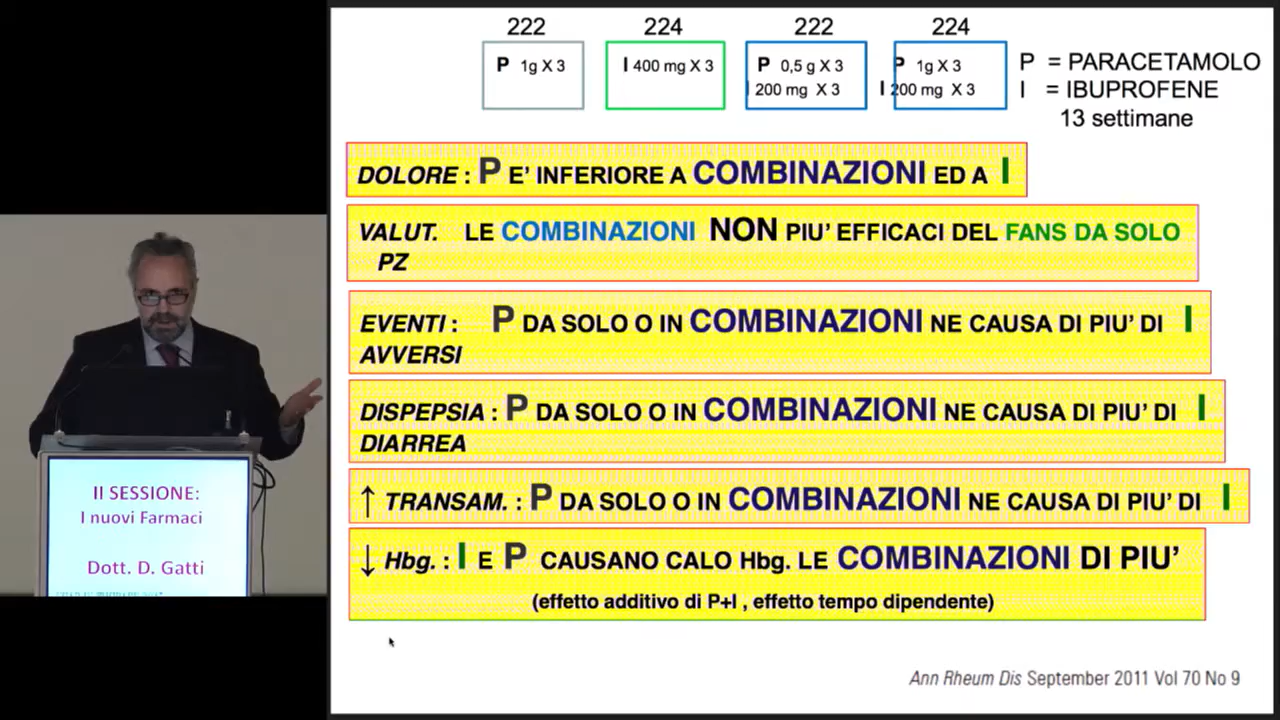 222
224
222
224
P 1g X 3
I 400 mg X 3
P 0,5 g X 3
I 200 mg X 3
P 1g X 3
I 200 mg X 3
P = PARACETAMOLO
I = IBUPROFENE
13 settimane
DOLORE : P E' INFERIORE A COMBINAZIONI ED A I
VALUT. LE COMBINAZIONI NON PIU' EFFICACI DEL FANS DA SOLO
PZ
EVENTI : P DA SOLO O IN COMBINAZIONI NE CAUSA DI PIU' DI I
AVVERSI
DISPEPSIA : P DA SOLO O IN COMBINAZIONI NE CAUSA DI PIU' DI I
DIARREA
↑ TRANSAM. : P DA SOLO O IN COMBINAZIONI NE CAUSA DI PIU' DI I
↓ Hbg. : I E P CAUSANO CALO Hbg. LE COMBINAZIONI DI PIU'
(effetto additivo di P+I , effetto tempo dipendente)
Ann Rheum Dis September 2011 Vol 70 No 9
II SESSIONE:
I nuovi Farmaci
Dott. D. Gatti